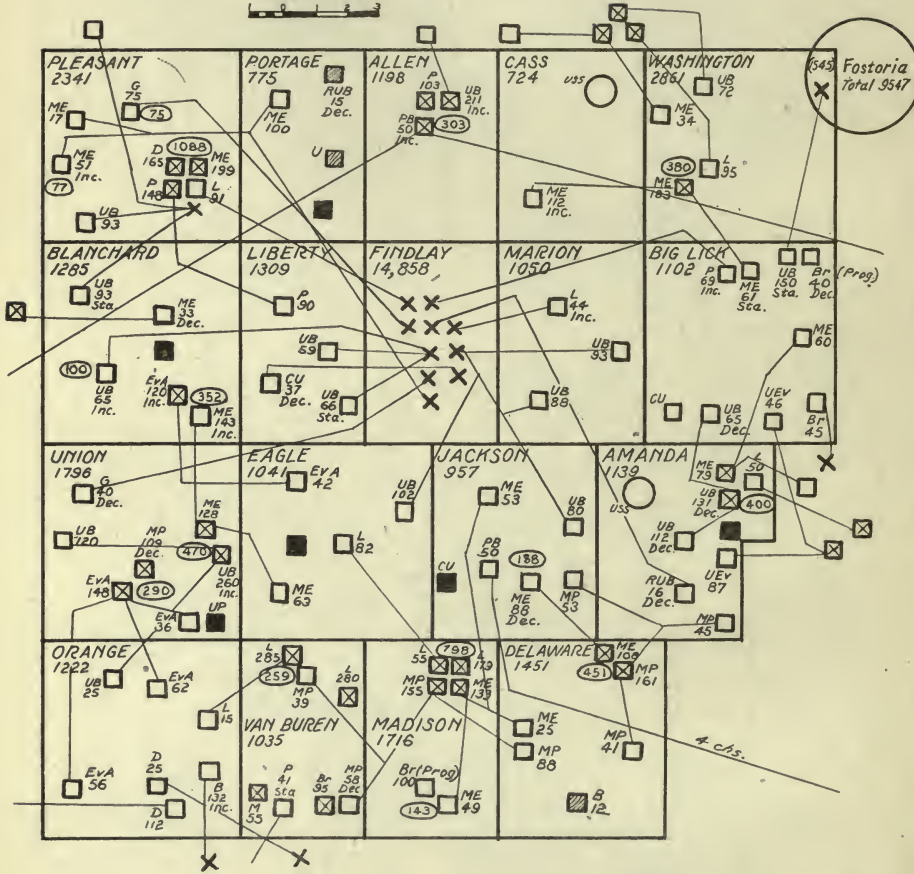 1 0 1 2 3
PLEASANT
2341
G
75
75
ME
17
ME
51
Inc.
77
1088
D
165
ME
199
P
148
L
91
UB
93
PORTAGE
775
RUB
15
Dec.
ME
100
U
ALLEN
1198
P
103
UB
211
Inc.
PB
50
Inc.
303
CASS
724
USS
ME
112
Inc.
WASHINGTON
2861
UB
72
ME
34
380
L
95
ME
183
(545)
Fostoria
Total 9547
BLANCHARD
1285
UB
93
Sta.
ME
33
Dec.
100
UB
65
Inc.
EvA
120
Inc.
352
ME
143
Inc.
LIBERTY
1309
P
90
UB
59
CU
37
Dec.
UB
66
Sta.
FINDLAY
14,858
MARION
1050
L
44
Inc.
UB
93
UB
88
BIG LICK
1102
P
69
Inc.
ME
61
Sta.
UB
150
Sta.
Br
40
Dec.
(Prog)
ME
60
CU
UB
65
Dec.
UEv
46
Br
45
UNION
1796
G
40
Dec.
UB
120
MP
109
Dec.
ME
128
470
UB
260
Inc.
EvA
148
290
EvA
36
UP
EAGLE
1041
EvA
42
UB
102
L
82
ME
63
JACKSON
957
ME
53
UB
80
PB
50
188
CU
ME
88
Dec.
MP
53
AMANDA
1139
USS
ME
79
L
50
UB
131
Dec.
400
UB
112
Dec.
UEv
87
RUB
16
Dec.
MP
45
ORANGE
1222
UB
25
EvA
62
L
15
EvA
56
D
25
D
112
B
132
Inc.
L
285
259
MP
39
L
280
VAN BUREN
1035
P
41
Sta
M
55
Br
95
MP
58
Dec.
798
L
55
L
179
MP
155
ME
133
MADISON
1716
Br(Prog)
100
143
ME
49
DELAWARE
1451
ME
108
451
MP
161
ME
25
MP
88
MP
41
B
12
4 chs.